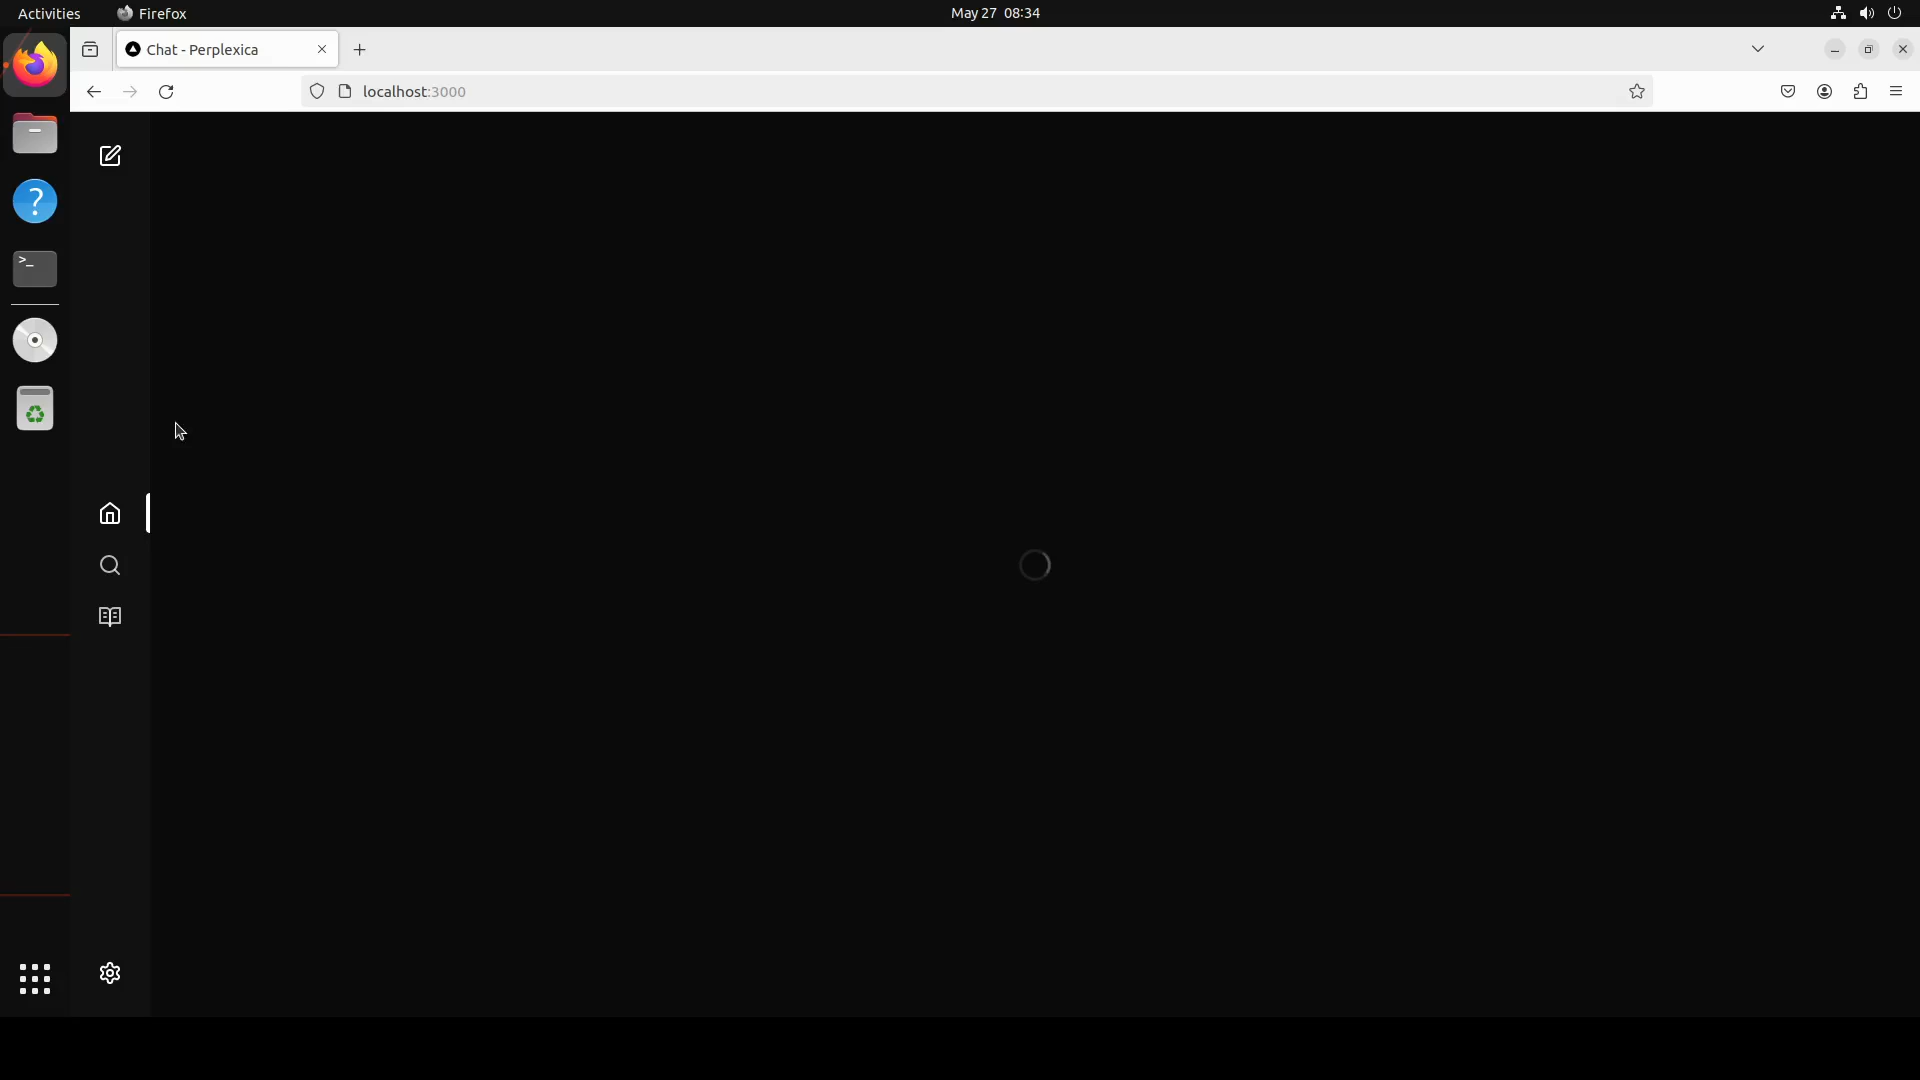 Activities
Firefox
May 27 08:34
Chat - Perplexica
localhost:3000
>_
?